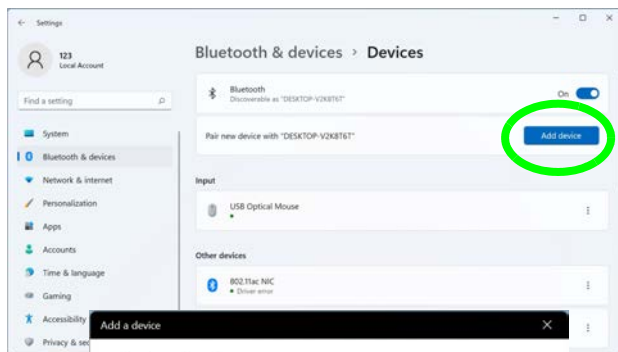 Settings
123
Local Account
Find a setting
System
Bluetooth & devices
Network & internet
Personalization
Apps
Accounts
Time & language
Gaming
Accessibility
Privacy & sec
Bluetooth & devices > Devices
Bluetooth
Discoverable as "DESKTOP-V2K8T6T"
On
Pair new device with "DESKTOP-V2K8T6T"
Add device
Input
USB Optical Mouse
Other devices
802.11ac NIC
Driver error
Add a device